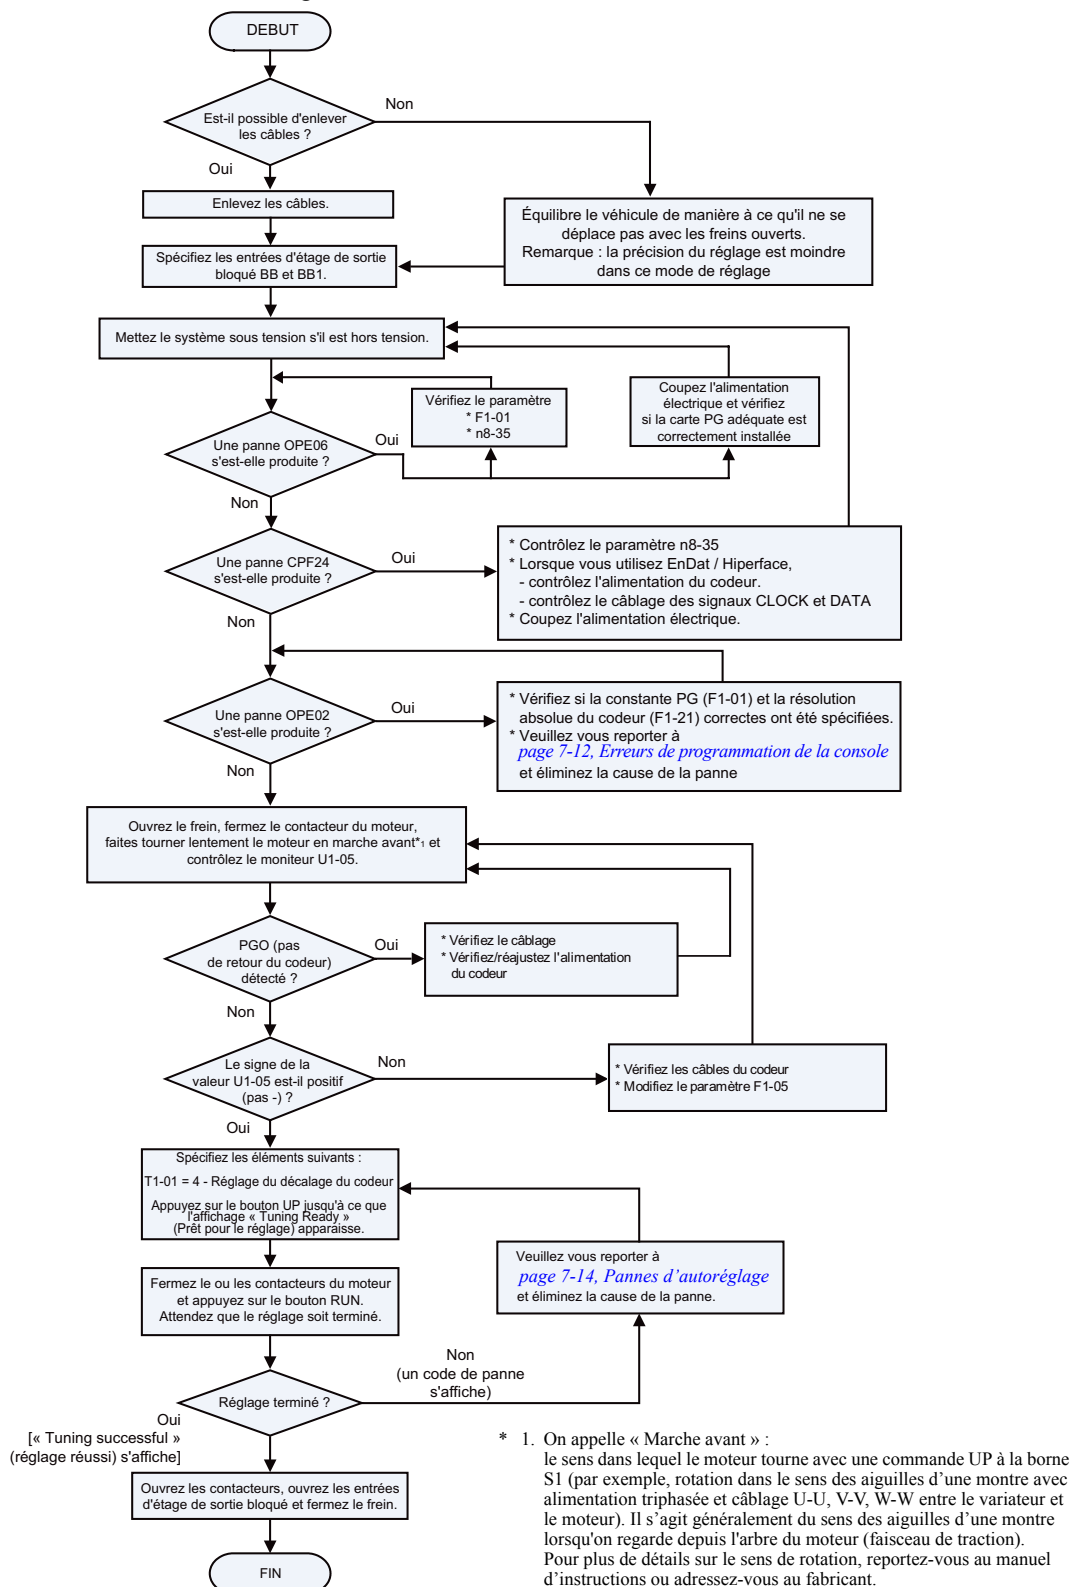 DEBUT
Est-il possible d'enlever
les câbles ?
Non
Oui
Enlevez les câbles.
Équilibre le véhicule de manière à ce qu'il ne se
déplace pas avec les freins ouverts.
Remarque : la précision du réglage est moindre
dans ce mode de réglage
Spécifiez les entrées d'étage de sortie
bloqué BB et BB1.
Mettez le système sous tension s'il est hors tension.
Vérifiez le paramètre
* F1-01
* n8-35
Coupez l'alimentation
électrique et vérifiez
si la carte PG adéquate est
correctement installée
Une panne OPE06
s'est-elle produite ?
Oui
Non
Une panne CPF24
s'est-elle produite ?
Oui
* Contrôlez le paramètre n8-35
* Lorsque vous utilisez EnDat / Hiperface,
- contrôlez l'alimentation du codeur.
- contrôlez le câblage des signaux CLOCK et DATA
* Coupez l'alimentation électrique.
Non
Une panne OPE02
s'est-elle produite ?
Oui
* Vérifiez si la constante PG (F1-01) et la résolution
absolue du codeur (F1-21) correctes ont été spécifiées.
* Veuillez vous reporter à
page 7-12, Erreurs de programmation de la console
et éliminez la cause de la panne
Non
Ouvrez le frein, fermez le contacteur du moteur,
faites tourner lentement le moteur en marche avant*1 et
contrôlez le moniteur U1-05.
PGO (pas
de retour du codeur)
détecté ?
Oui
* Vérifiez le câblage
* Vérifiez/réajustez l'alimentation
du codeur
Non
Le signe de la
valeur U1-05 est-il positif
(pas -) ?
Non
* Vérifiez les câbles du codeur
* Modifiez le paramètre F1-05
Oui
Spécifiez les éléments suivants :
T1-01 = 4 - Réglage du décalage du codeur
Appuyez sur le bouton UP jusqu'à ce que
l'affichage « Tuning Ready »
(Prêt pour le réglage) apparaisse.
Fermez le ou les contacteurs du moteur
et appuyez sur le bouton RUN.
Attendez que le réglage soit terminé.
Veuillez vous reporter à
page 7-14, Pannes d'autoréglage
et éliminez la cause de la panne.
Réglage terminé ?
Non
(un code de panne
s'affiche)
Oui
[« Tuning successful »
(réglage réussi) s'affiche]
Ouvrez les contacteurs, ouvrez les entrées
d'étage de sortie bloqué et fermez le frein.
FIN
* 1. On appelle « Marche avant » :
le sens dans lequel le moteur tourne avec une commande UP à la borne
S1 (par exemple, rotation dans le sens des aiguilles d'une montre avec
alimentation triphasée et câblage U-U, V-V, W-W entre le variateur et
le moteur). Il s'agit généralement du sens des aiguilles d'une montre
lorsqu'on regarde depuis l'arbre du moteur (faisceau de traction).
Pour plus de détails sur le sens de rotation, reportez-vous au manuel
d'instructions ou adressez-vous au fabricant.